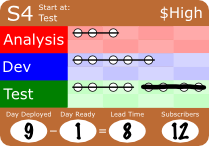 S4 Start at: Test $High
Analysis
Dev
Test
Day Deployed Day Ready Lead Time Subscribers
9 - 1 = 8 12